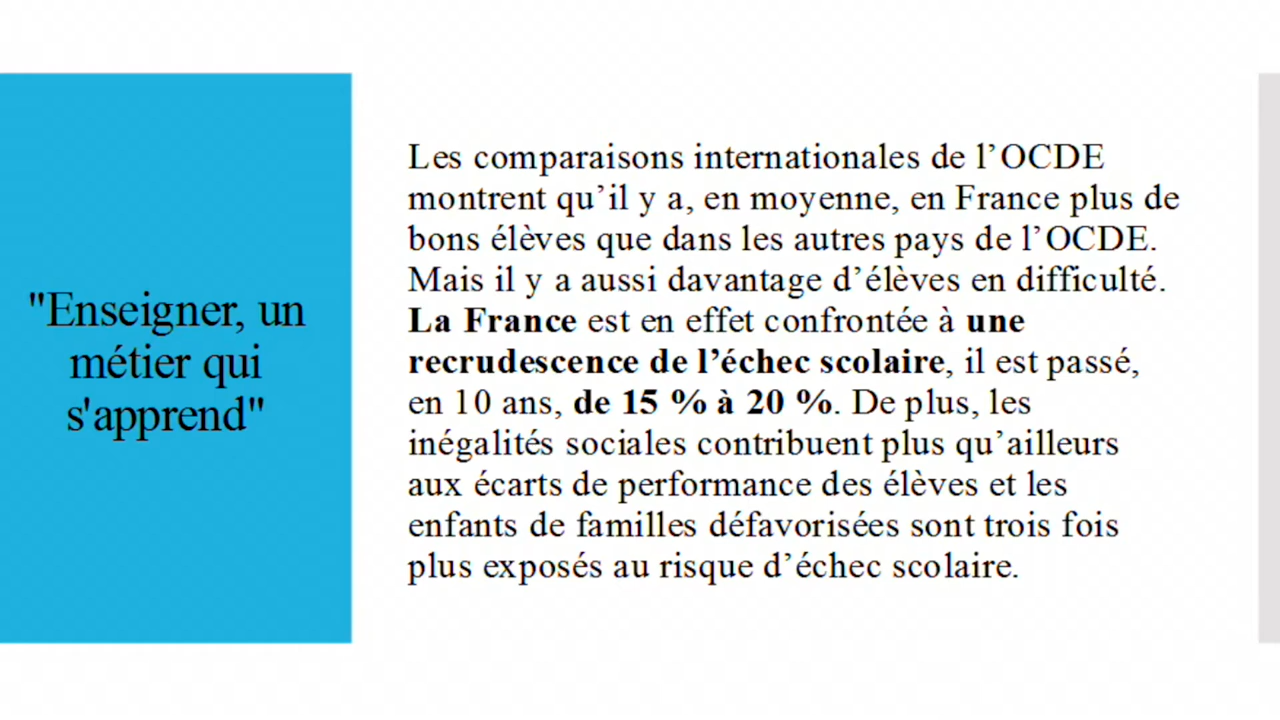 "Enseigner, un
métier qui
s'apprend"
Les comparaisons internationales de l’OCDE
montrent qu’il y a, en moyenne, en France plus de
bons élèves que dans les autres pays de l’OCDE.
Mais il y a aussi davantage d’élèves en difficulté.
La France est en effet confrontée à une
recrudescence de l’échec scolaire, il est passé,
en 10 ans, de 15 % à 20 %. De plus, les
inégalités sociales contribuent plus qu’ailleurs
aux écarts de performance des élèves et les
enfants de familles défavorisées sont trois fois
plus exposés au risque d’échec scolaire.